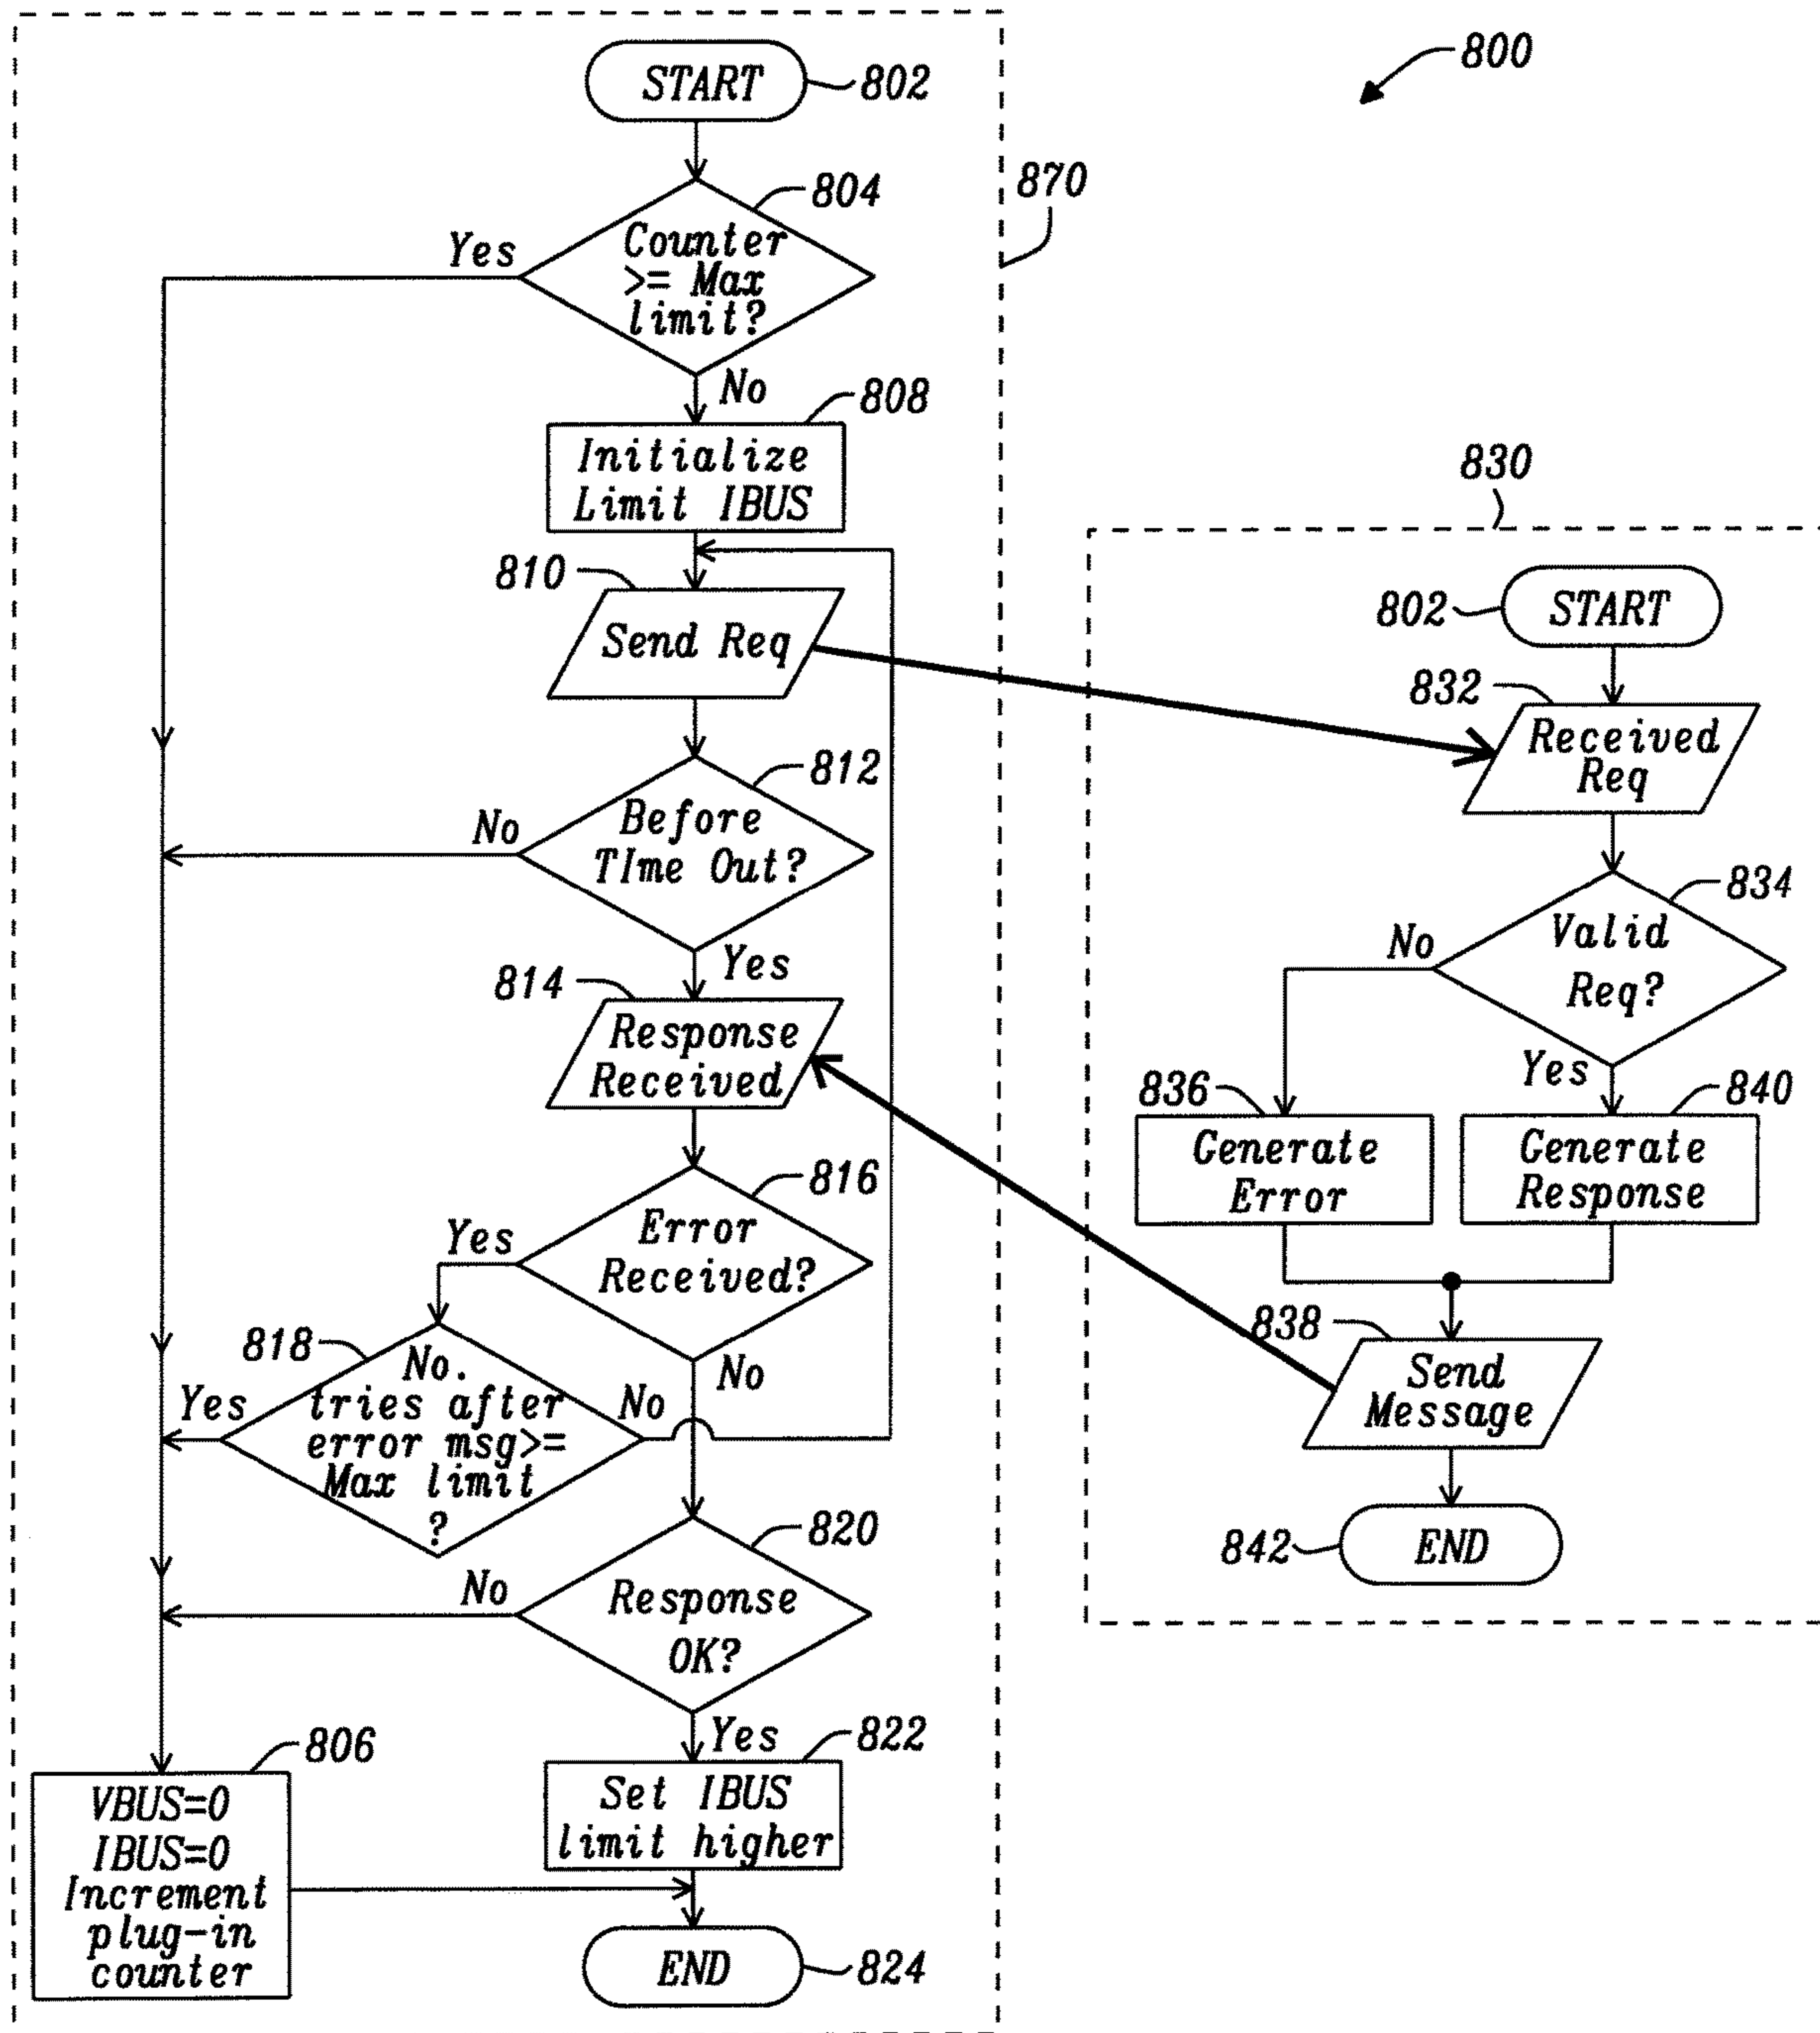 800
START
802
870
804
Counter
>= Max
limit?
Yes
No
808
Initialize
Limit IBUS
810
Send Req
812
Before
TIme Out?
No
Yes
814
Response
Received
816
Error
Received?
Yes
No
818
No.
tries after
error msg>=
Max limit
?
Yes
No
820
Response
OK?
No
Yes
822
Set IBUS
limit higher
806
VBUS=0
IBUS=0
Increment
plug-in
counter
END
824
830
802
START
832
Received
Req
834
Valid
Req?
No
Yes
836
Generate
Error
840
Generate
Response
838
Send
Message
842
END